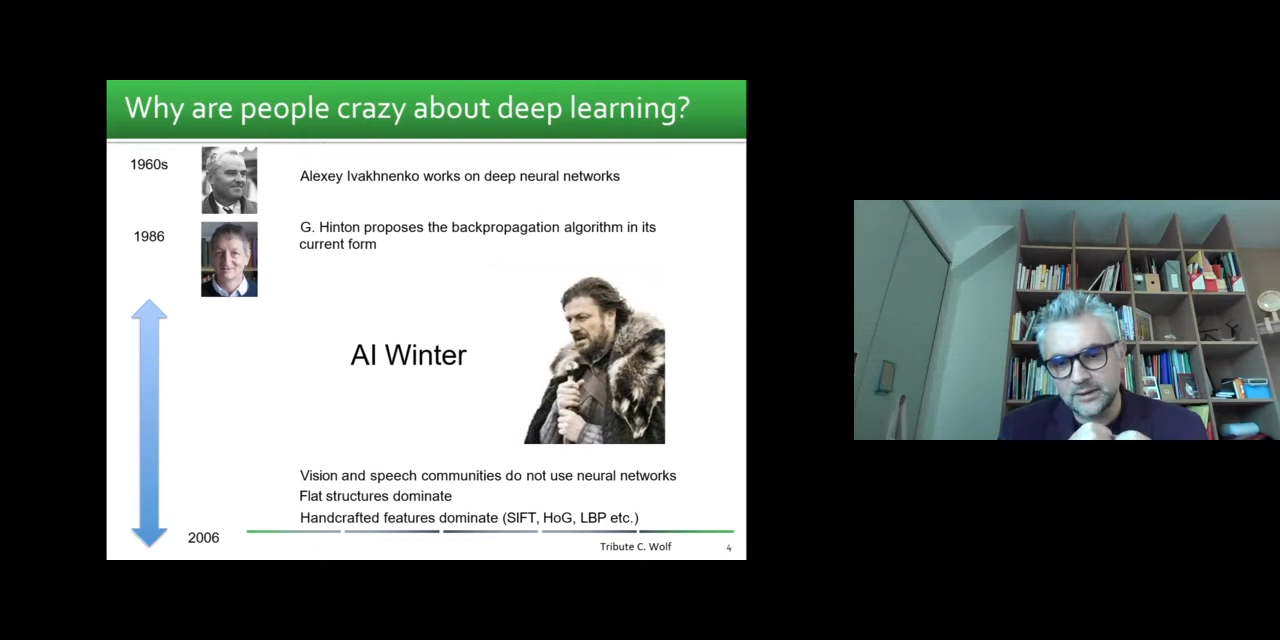 Why are people crazy about deep learning?
1960s
Alexey Ivakhnenko works on deep neural networks
1986
G. Hinton proposes the backpropagation algorithm in its
current form
AI Winter
Vision and speech communities do not use neural networks
Flat structures dominate
Handcrafted features dominate (SIFT, HoG, LBP etc.)
2006
Tribute C. Wolf
4